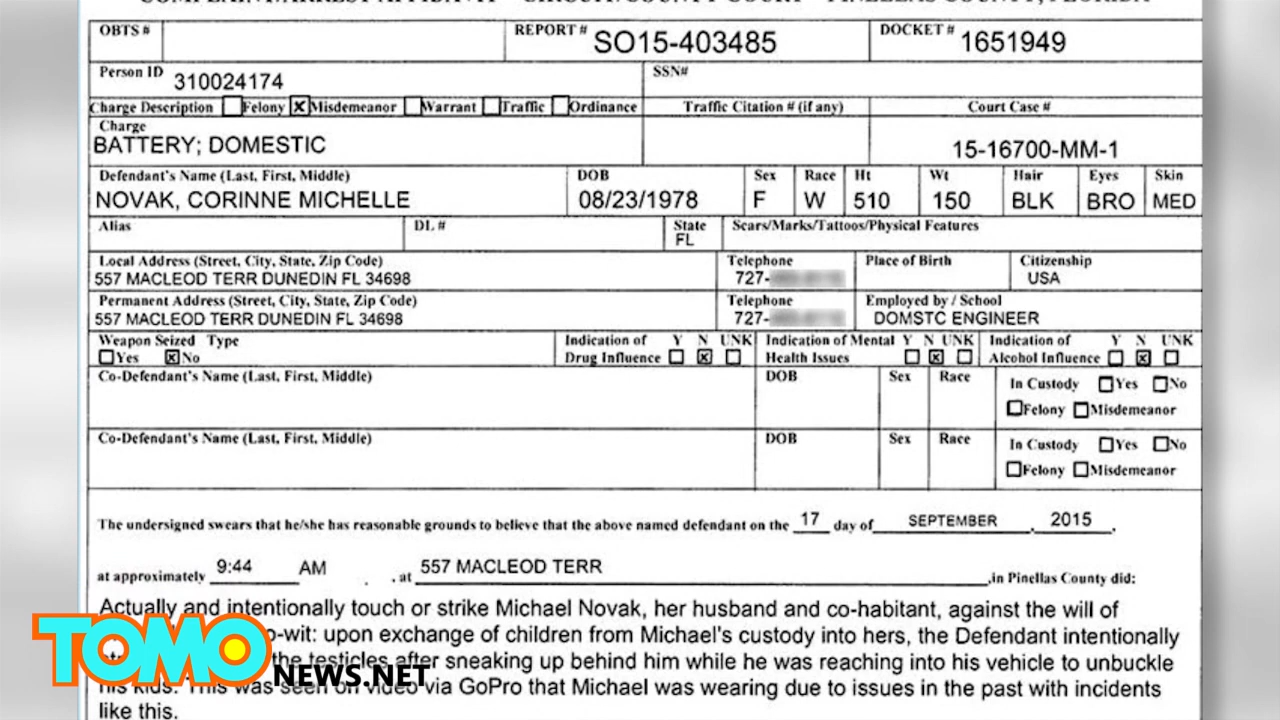 COMPLAINT/ARREST AFFIDAVIT - CIRCUIT/COUNTY COURT - PINELLAS COUNTY, FLORIDA
OBTS # REPORT # SO15-403485 DOCKET # 1651949
Person ID 310024174 SSN#
Charge Description Felony Misdemeanor Warrant Traffic Ordinance Traffic Citation # (if any) Court Case #
Charge
BATTERY; DOMESTIC 15-16700-MM-1
Defendant's Name (Last, First, Middle) DOB Sex Race Ht Wt Hair Eyes Skin
NOVAK, CORINNE MICHELLE 08/23/1978 F W 510 150 BLK BRO MED
Alias DL # State Scars/Marks/Tattoos/Physical Features
FL
Local Address (Street, City, State, Zip Code) Telephone Place of Birth Citizenship
557 MACLEOD TERR DUNEDIN FL 34698 727- USA
Permanent Address (Street, City, State, Zip Code) Telephone Employed by / School
557 MACLEOD TERR DUNEDIN FL 34698 727- DOMSTC ENGINEER
Weapon Seized Type Indication of Y N UNK Indication of Mental Y N UNK Indication of Y N UNK
Yes No Drug Influence Health Issues Alcohol Influence
Co-Defendant's Name (Last, First, Middle) DOB Sex Race In Custody Yes No
Felony Misdemeanor
Co-Defendant's Name (Last, First, Middle) DOB Sex Race In Custody Yes No
Felony Misdemeanor
The undersigned swears that he/she has reasonable grounds to believe that the above named defendant on the 17 day of SEPTEMBER , 2015 .
at approximately 9:44 AM . , at 557 MACLEOD TERR ,in Pinellas County did:
Actually and intentionally touch or strike Michael Novak, her husband and co-habitant, against the will of
o-wit: upon exchange of children from Michael's custody into hers, the Defendant intentionally
the testicles after sneaking up behind him while he was reaching into his vehicle to unbuckle
his kids. This was seen on video via GoPro that Michael was wearing due to issues in the past with incidents
like this.
TOMO
NEWS.NET